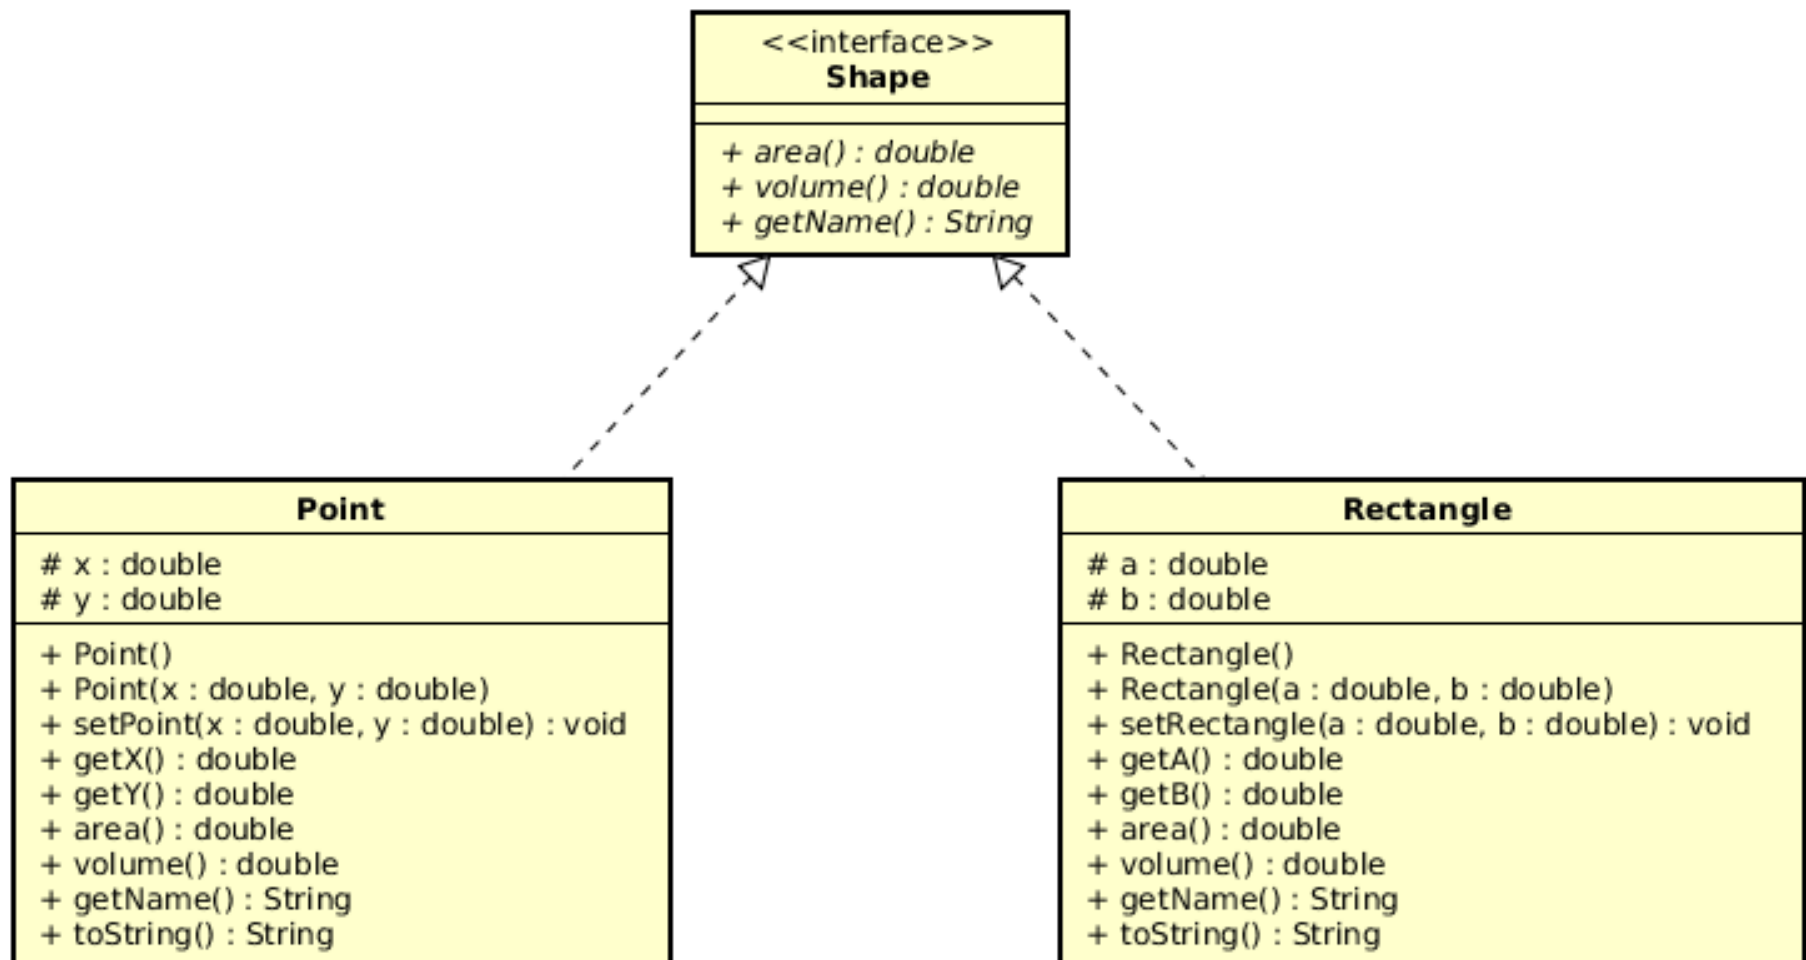 <<interface>>
Shape
+ area() : double
+ volume() : double
+ getName() : String
Point
# x : double
# y : double
+ Point()
+ Point(x : double, y : double)
+ setPoint(x : double, y : double) : void
+ getX() : double
+ getY() : double
+ area() : double
+ volume() : double
+ getName() : String
+ toString() : String
Rectangle
# a : double
# b : double
+ Rectangle()
+ Rectangle(a : double, b : double)
+ setRectangle(a : double, b : double) : void
+ getA() : double
+ getB() : double
+ area() : double
+ volume() : double
+ getName() : String
+ toString() : String